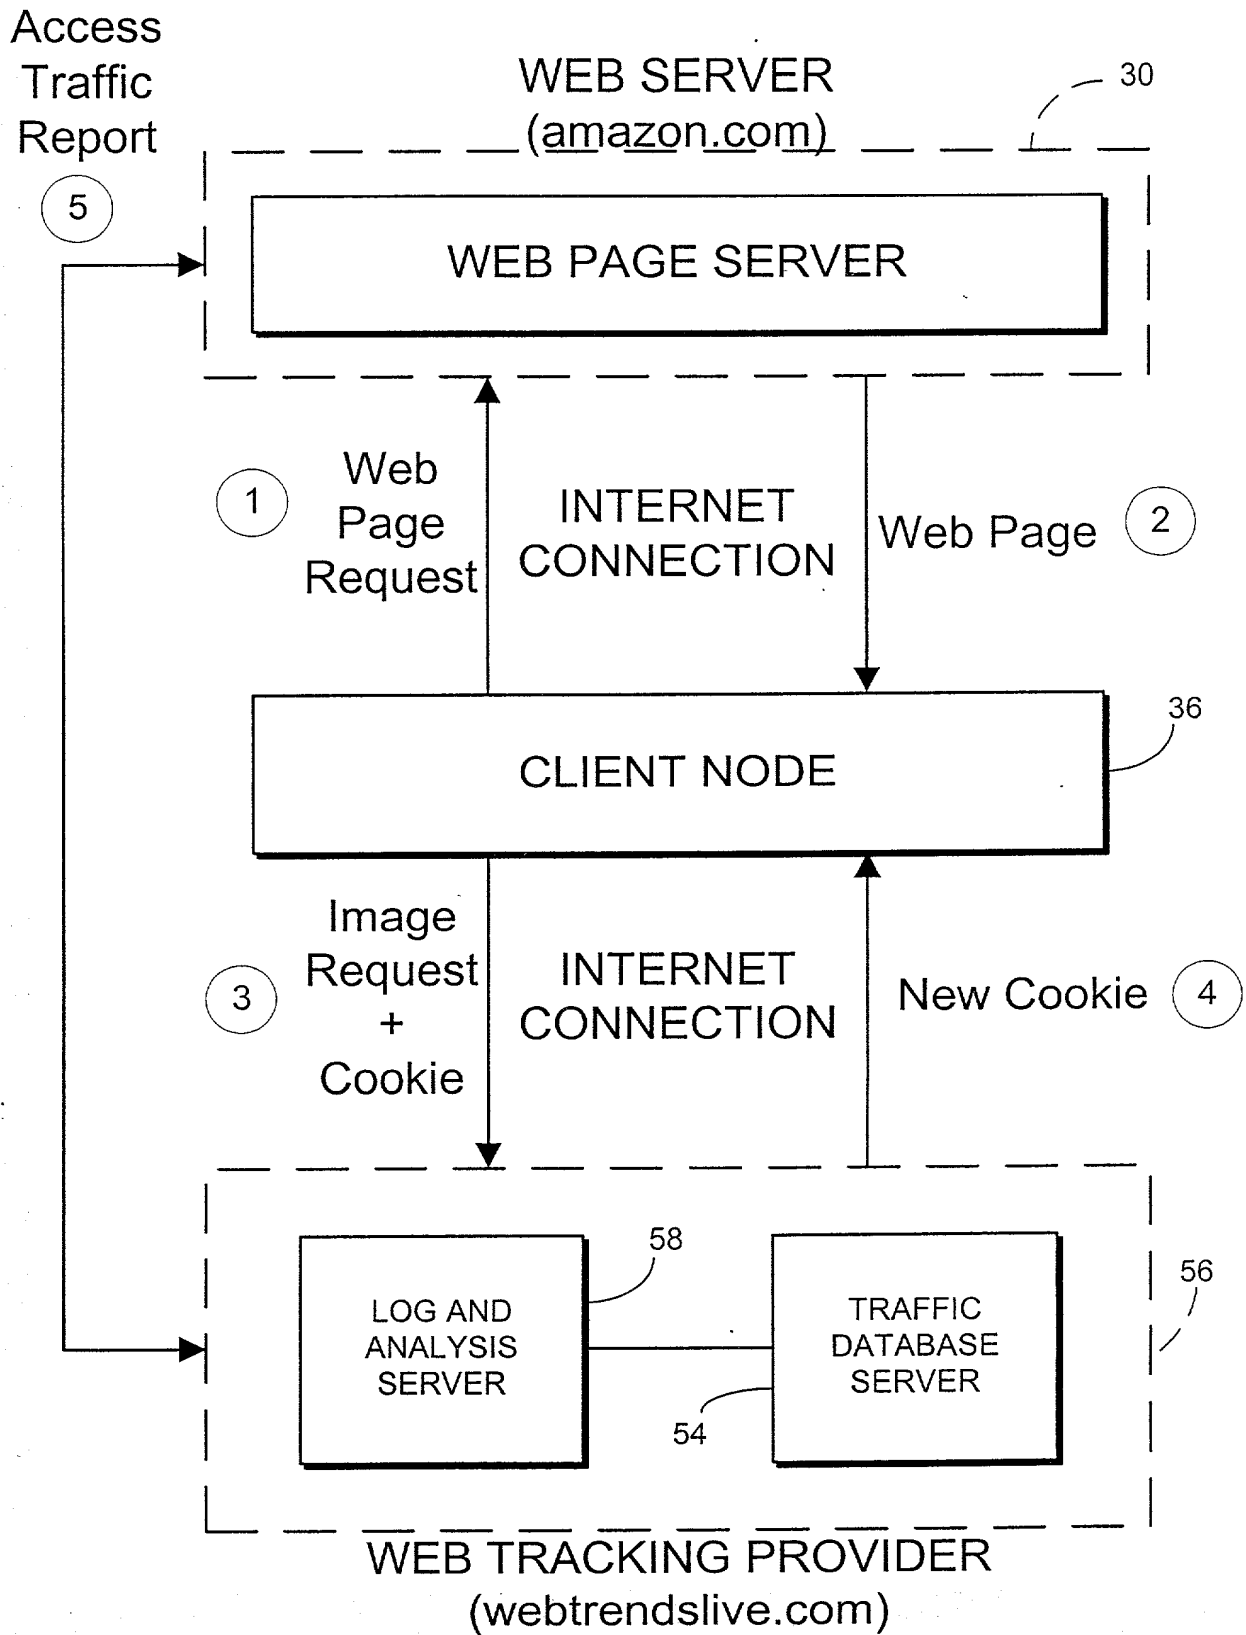 Access
Traffic
Report
5
WEB SERVER
(amazon.com)
30
WEB PAGE SERVER
1
Web
Page
Request
INTERNET
CONNECTION
Web Page
2
36
CLIENT NODE
3
Image
Request
+
Cookie
INTERNET
CONNECTION
New Cookie
4
58
LOG AND
ANALYSIS
SERVER
54
TRAFFIC
DATABASE
SERVER
56
WEB TRACKING PROVIDER
(webtrendslive.com)